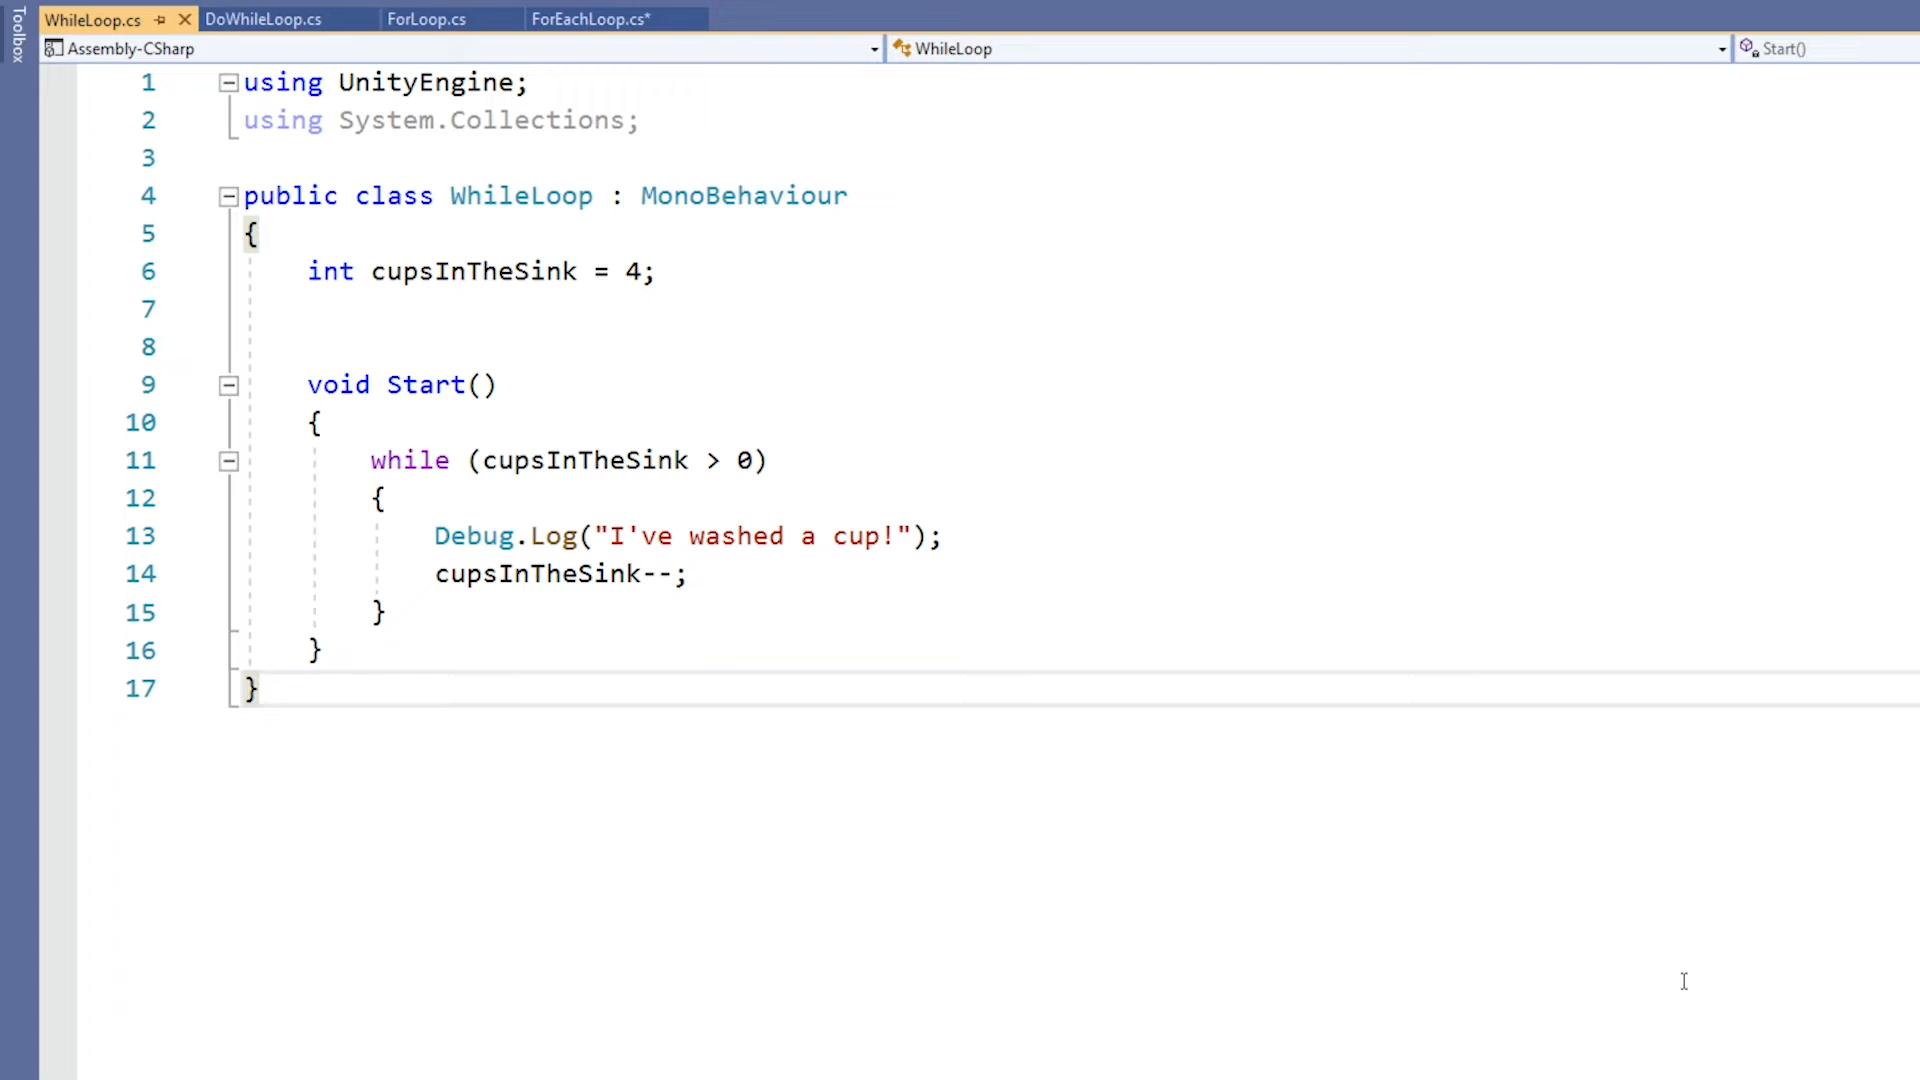 Toolbox
WhileLoop.cs DoWhileLoop.cs ForLoop.cs ForEachLoop.cs*
Assembly-CSharp WhileLoop Start()
1 using UnityEngine;
2 using System.Collections;
3
4 public class WhileLoop : MonoBehaviour
5 {
6 int cupsInTheSink = 4;
7
8
9 void Start()
10 {
11 while (cupsInTheSink > 0)
12 {
13 Debug.Log("I've washed a cup!");
14 cupsInTheSink--;
15 }
16 }
17 }